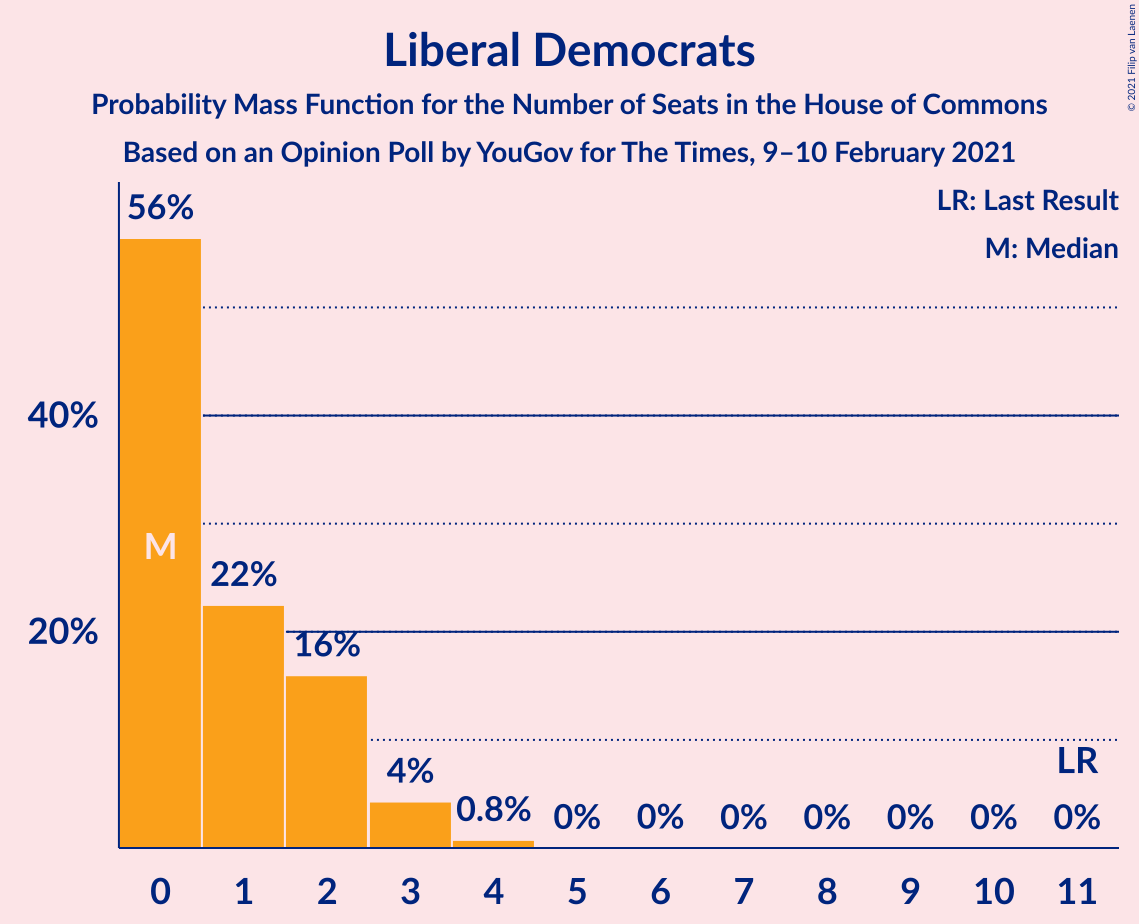 Liberal Democrats
Probability Mass Function for the Number of Seats in the House of Commons
Based on an Opinion Poll by YouGov for The Times, 9–10 February 2021
© 2021 Filip van Laenen
LR: Last Result
M: Median
56%
40%
M
22%
20%
16%
4%
0.8%
0%
0%
0%
0%
0%
0%
LR
0%
0 1 2 3 4 5 6 7 8 9 10 11